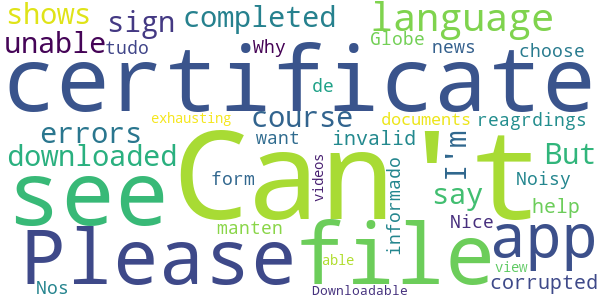 shows sign completed language
unable tudo Why Globe news choose
certificate
exhausting de documents
errors course want invalid I'm reagrdings
downloaded But
see Can't form videos informado say Noisy
manten Nice help
Please file able app
view
Nos Downloadable corrupted